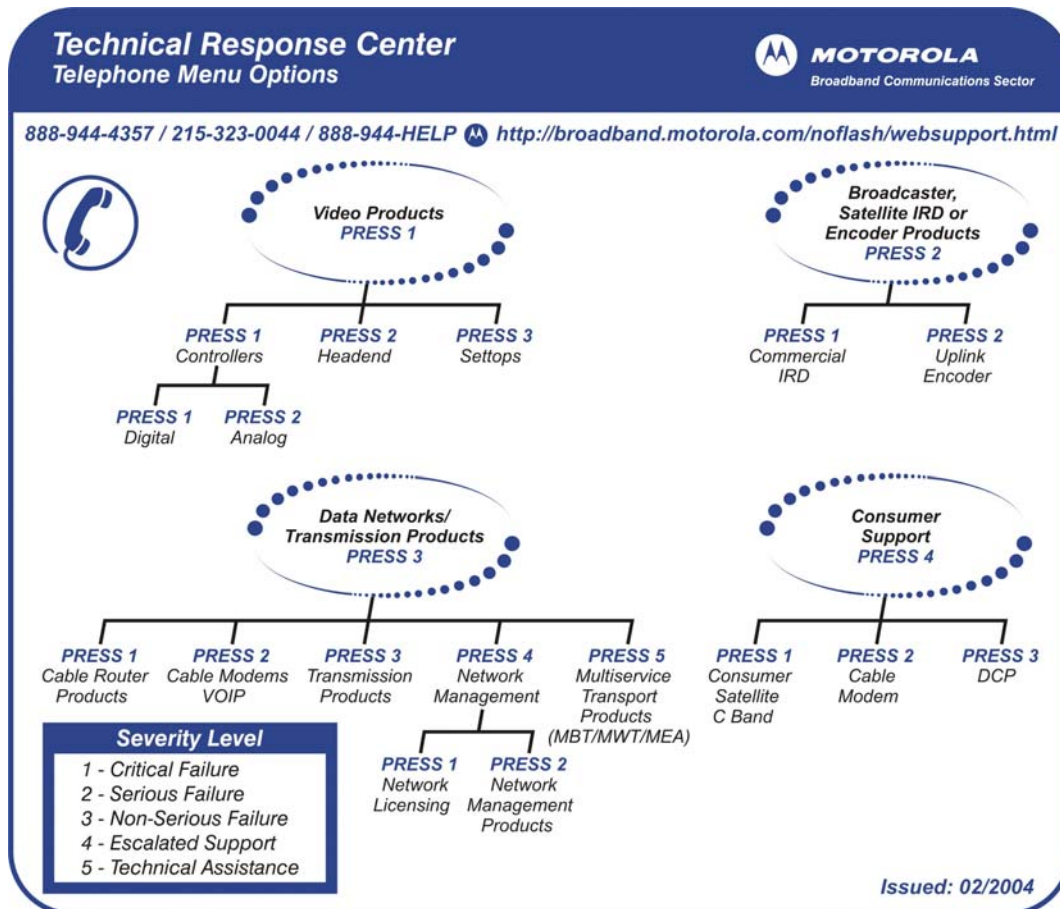 Technical Response Center
Telephone Menu Options
MOTOROLA
Broadband Communications Sector
888-944-4357 / 215-323-0044 / 888-944-HELP http://broadband.motorola.com/noflash/websupport.html
Video Products
PRESS 1
PRESS 1
Controllers
PRESS 2
Headend
PRESS 3
Settops
PRESS 1
Digital
PRESS 2
Analog
Broadcaster,
Satellite IRD or
Encoder Products
PRESS 2
PRESS 1
Commercial
IRD
PRESS 2
Uplink
Encoder
Data Networks/
Transmission Products
PRESS 3
PRESS 1
Cable Router
Products
PRESS 2
Cable Modems
VOIP
PRESS 3
Transmission
Products
PRESS 4
Network
Management
PRESS 5
Multiservice
Transport
Products
(MBT/MWT/MEA)
PRESS 1
Network
Licensing
PRESS 2
Network
Management
Products
Consumer
Support
PRESS 4
PRESS 1
Consumer
Satellite
C Band
PRESS 2
Cable
Modem
PRESS 3
DCP
Severity Level
1 - Critical Failure
2 - Serious Failure
3 - Non-Serious Failure
4 - Escalated Support
5 - Technical Assistance
Issued: 02/2004